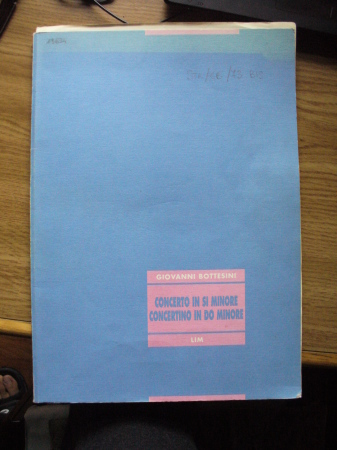 GIOVANNI BOTTESINI
CONCERTO IN SI MINORE
CONCERTINO IN DO MINORE
LIM